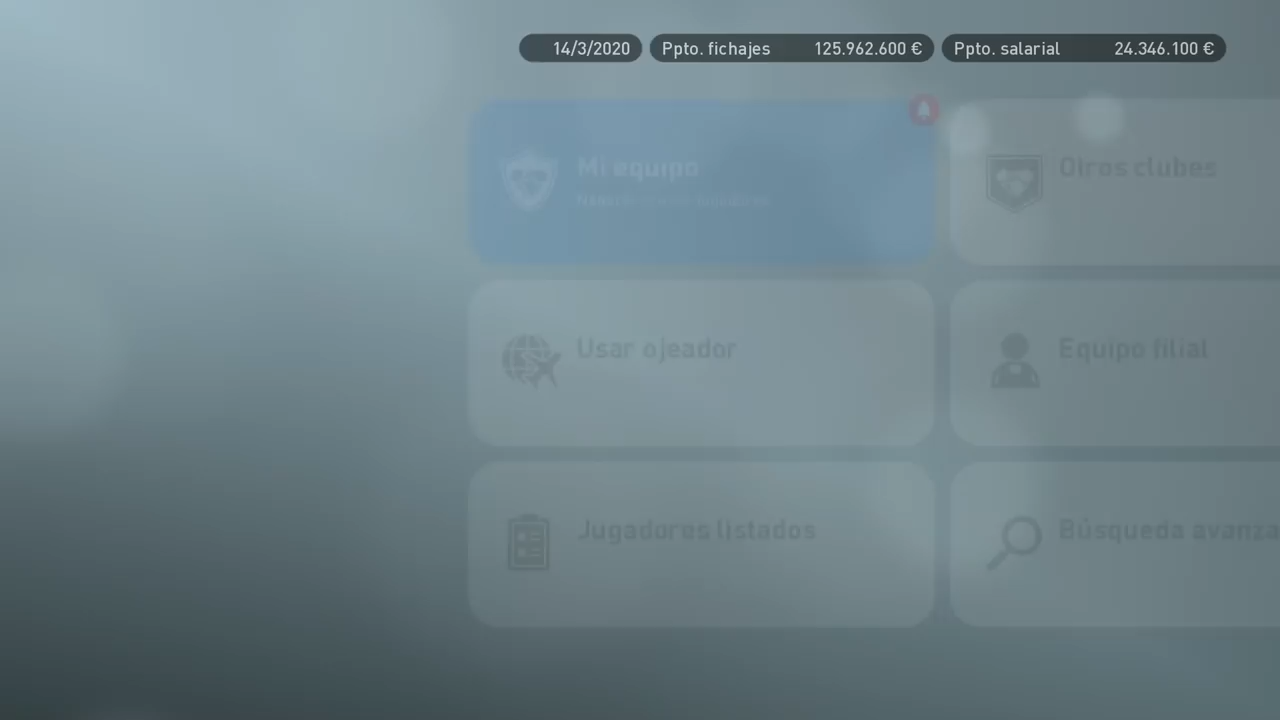 14/3/2020 Ppto. fichajes 125.962.600 € Ppto. salarial 24.346.100 €
Mi equipo
Otros clubes
Usar ojeador
Equipo filial
Jugadores listados
Búsqueda avanza